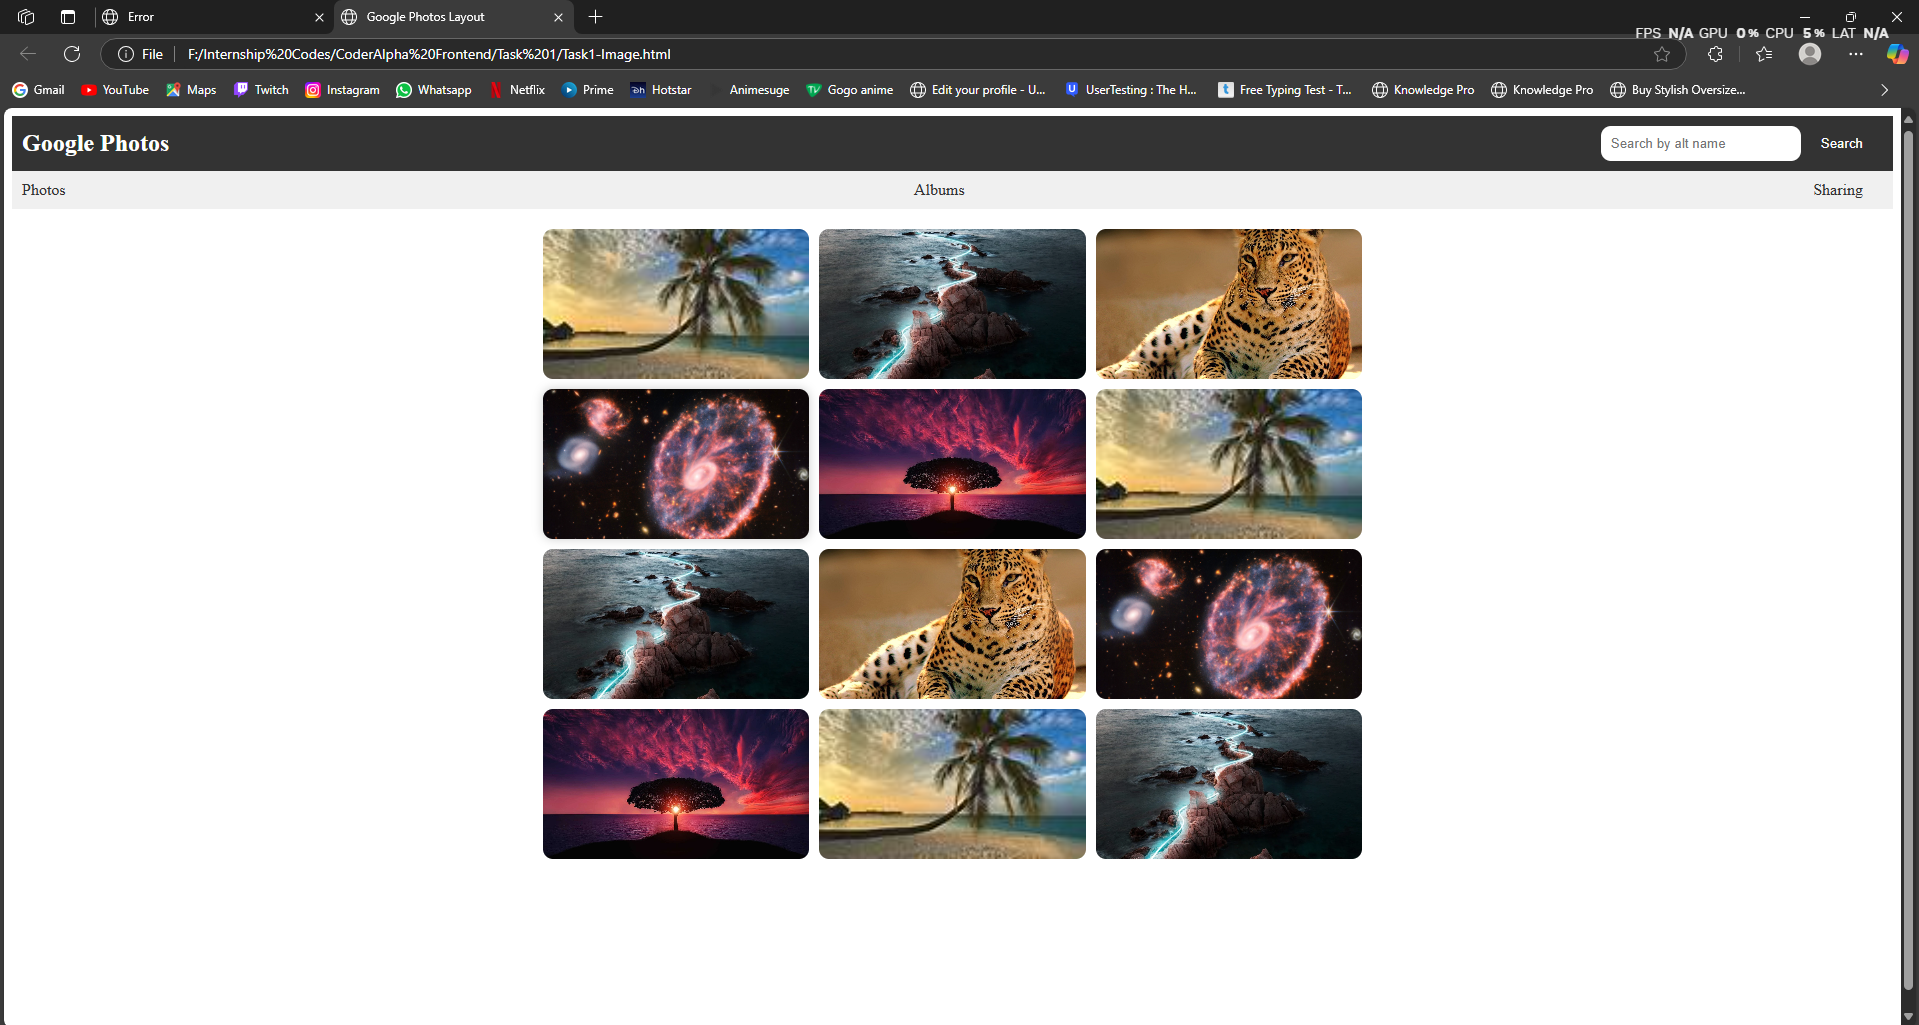 Error
Google Photos Layout
FPS N/A GPU 0% CPU 5% LAT N/A
File
F:/Internship%20Codes/CoderAlpha%20Frontend/Task%201/Task1-Image.html
Gmail YouTube Maps Twitch Instagram Whatsapp Netflix Prime Hotstar Animesuge Gogo anime Edit your profile - U... UserTesting : The H... Free Typing Test - T... Knowledge Pro Knowledge Pro Buy Stylish Oversize...
Google Photos
Search by alt name
Search
Photos Albums Sharing